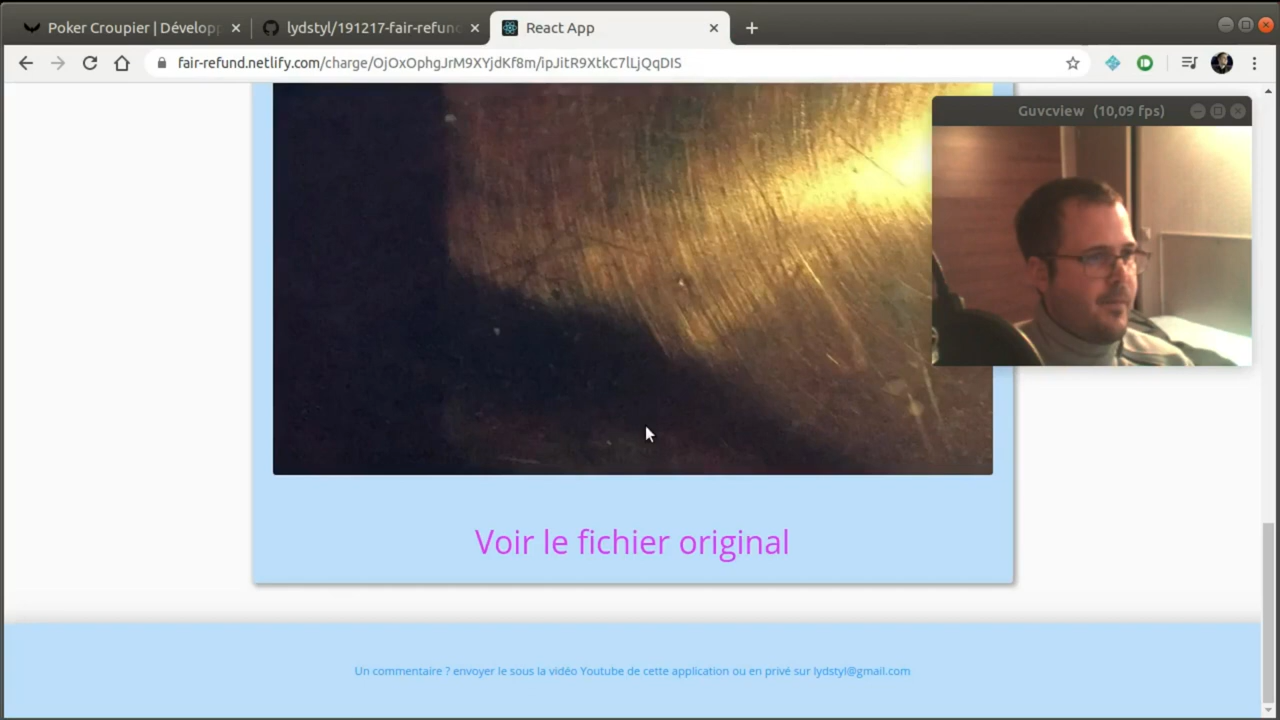 Poker Croupier | Dévelop
lydstyl/191217-fair-refun
React App
fair-refund.netlify.com/charge/OjOxOphgJrM9XYjdKf8m/ipJitR9XtkC7lLjQqDIS
Guvcview (10,09 fps)
Voir le fichier original
Un commentaire ? envoyer le sous la vidéo Youtube de cette application ou en privé sur lydstyl@gmail.com